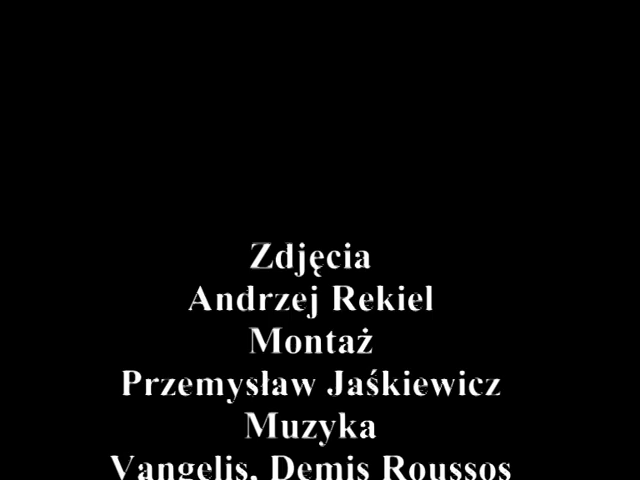 Zdjęcia
Andrzej Rekiel
Montaż
Przemysław Jaśkiewicz
Muzyka
Vangelis, Demis Roussos